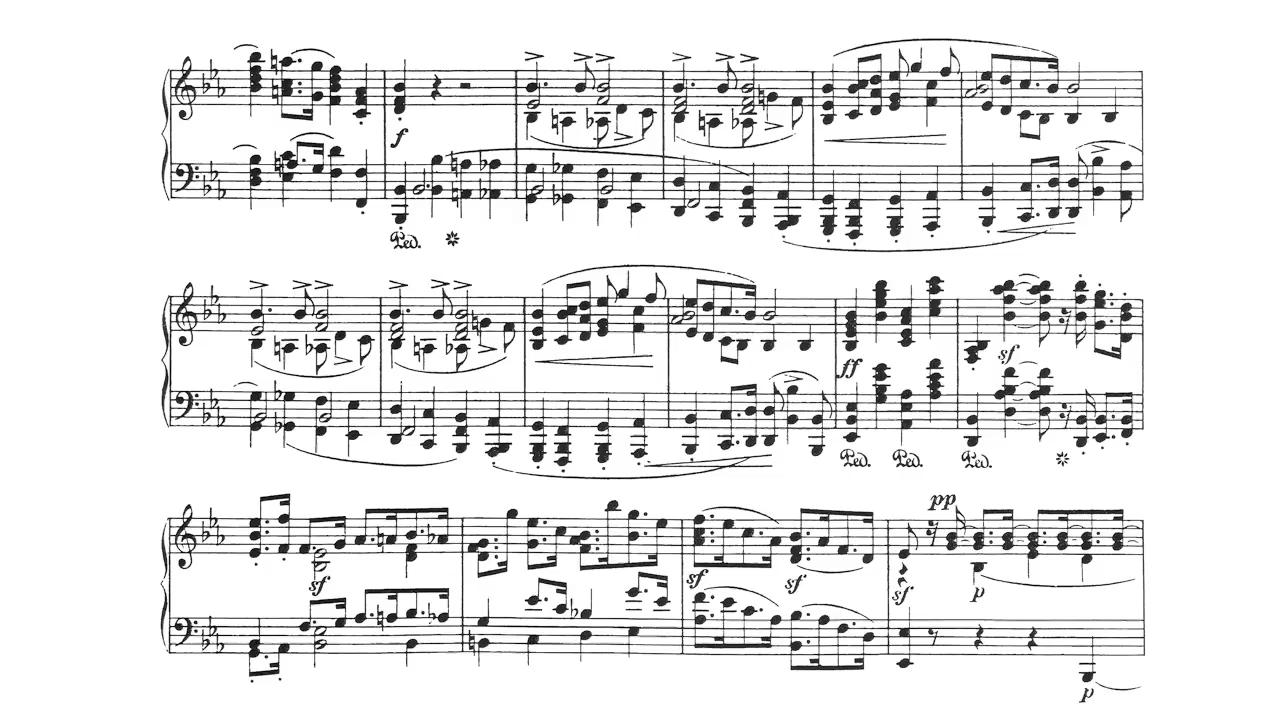 f
Ped.
ff
sf
Ped. Ped. Ped.
pp
sf sf sf sf p
p